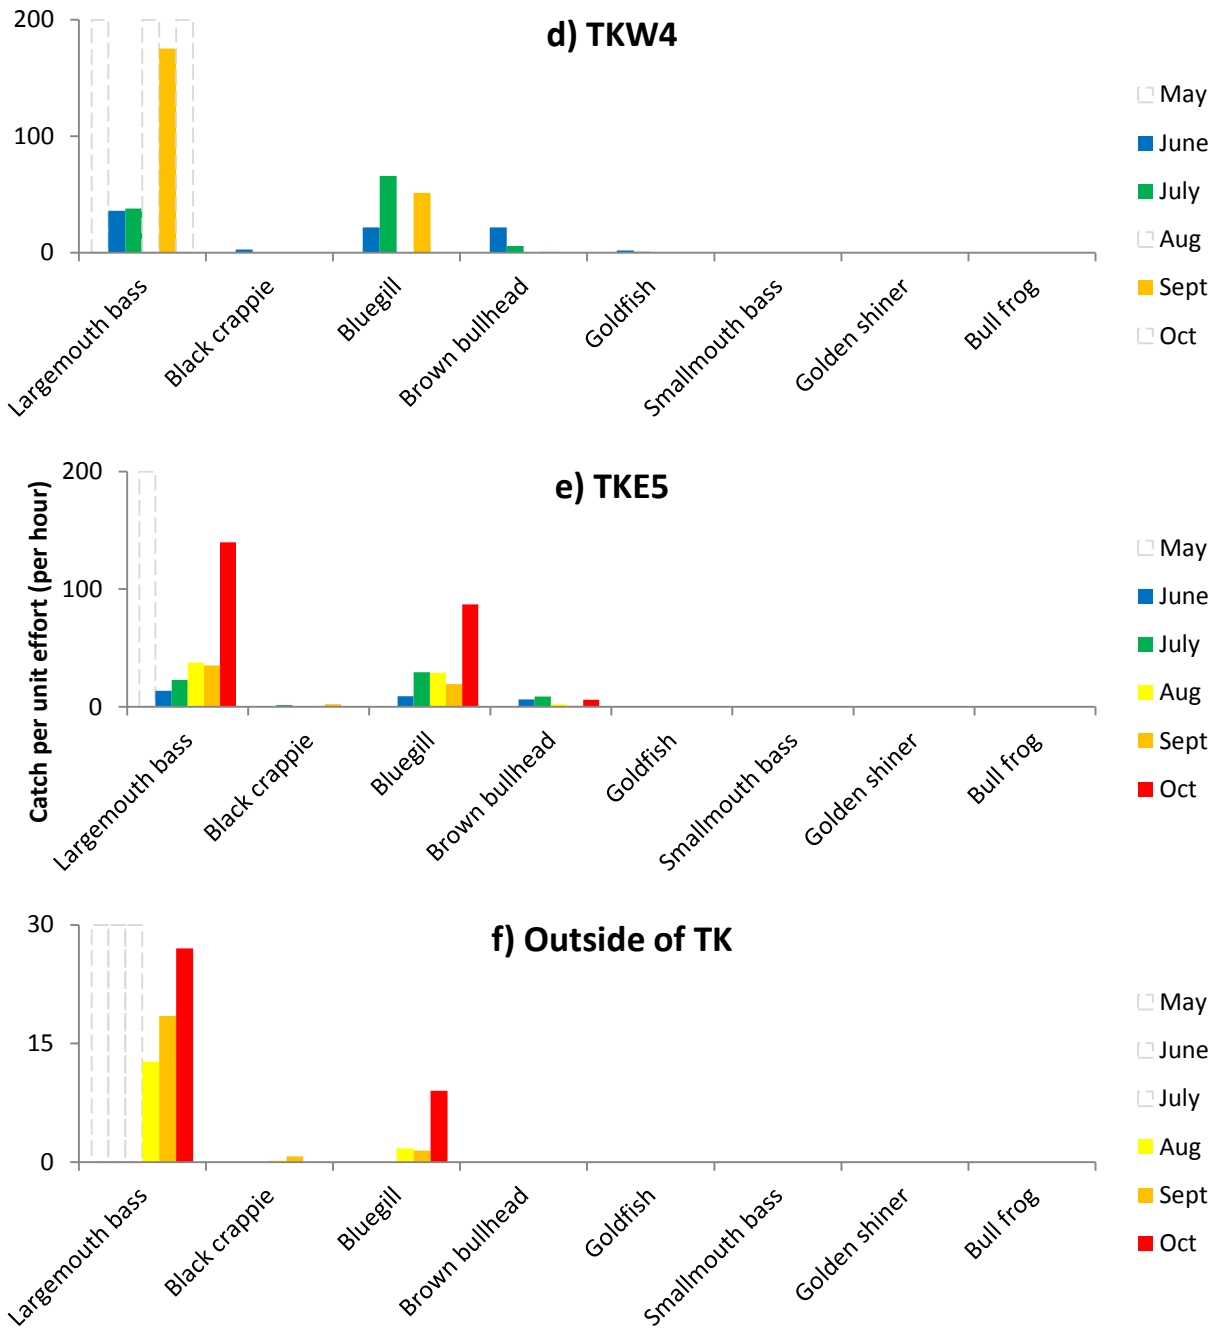 d) TKW4
200
100
0
Largemouth bass
Black crappie
Bluegill
Brown bullhead
Goldfish
Smallmouth bass
Golden shiner
Bull frog
May
June
July
Aug
Sept
Oct
Catch per unit effort (per hour)
e) TKE5
200
100
0
Largemouth bass
Black crappie
Bluegill
Brown bullhead
Goldfish
Smallmouth bass
Golden shiner
Bull frog
May
June
July
Aug
Sept
Oct
f) Outside of TK
30
15
0
Largemouth bass
Black crappie
Bluegill
Brown bullhead
Goldfish
Smallmouth bass
Golden shiner
Bull frog
May
June
July
Aug
Sept
Oct